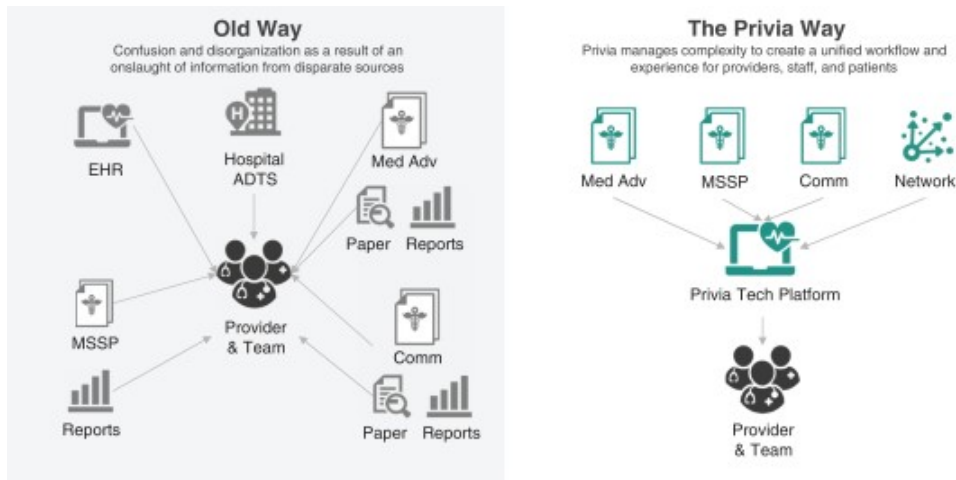 Old Way
Confusion and disorganization as a result of an
onslaught of information from disparate sources
EHR
H
Hospital
ADTS
Med Adv
Paper
Reports
MSSP
Provider
& Team
Comm
Reports
Paper
Reports
The Privia Way
Privia manages complexity to create a unified workflow and
experience for providers, staff, and patients
Med Adv
MSSP
Comm
Network
Privia Tech Platform
Provider
& Team